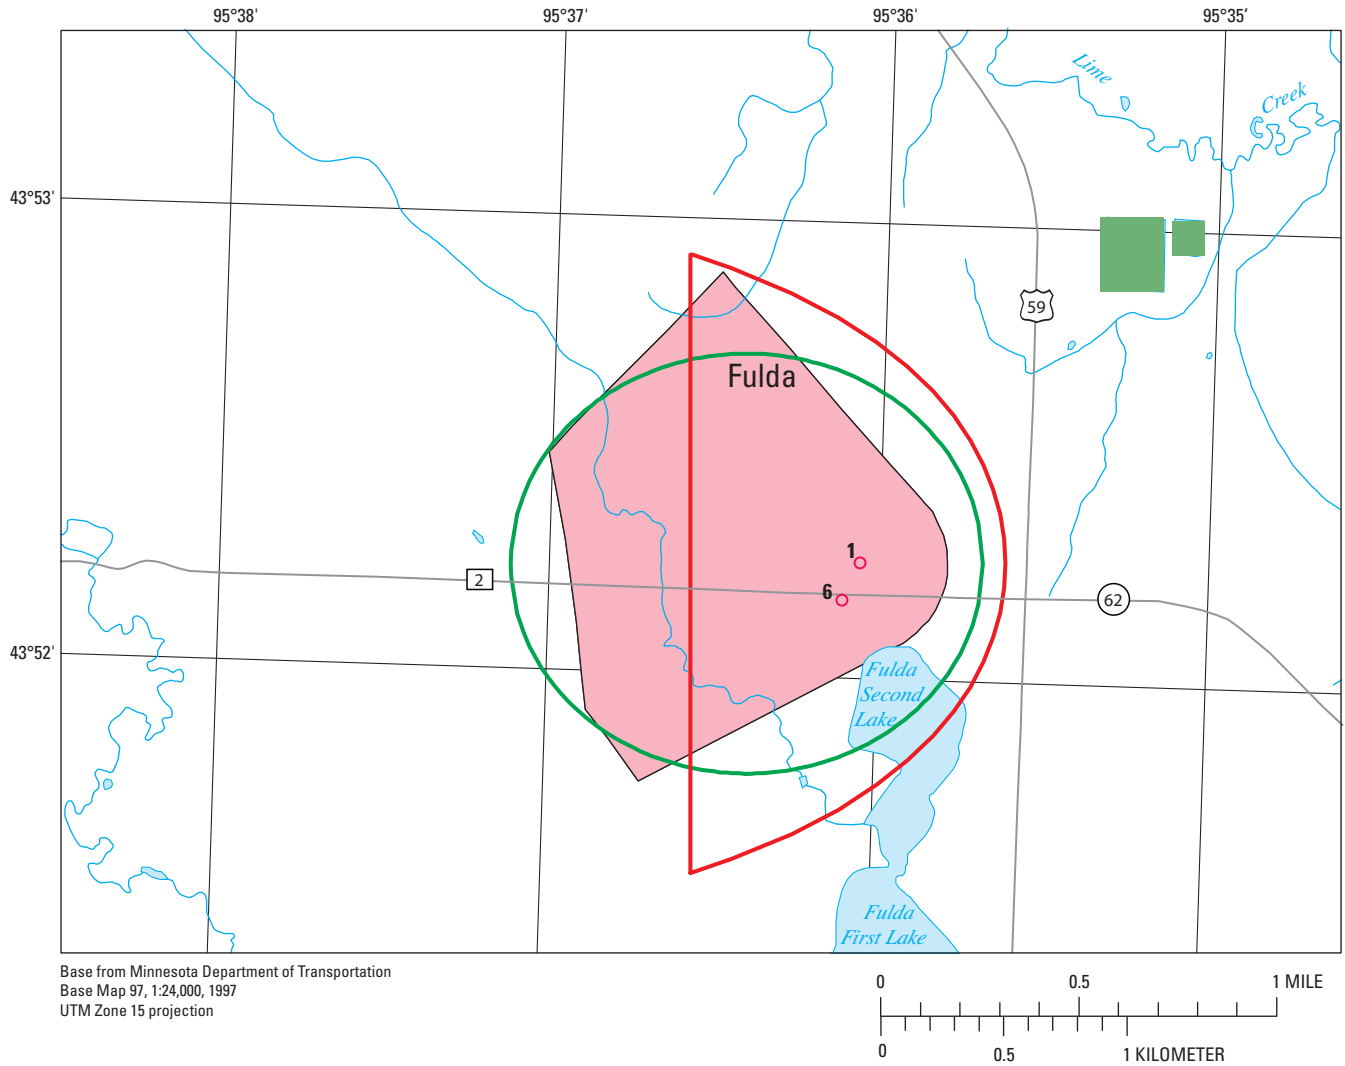 95°38' 95°37' 95°36' 95°35'
Lime
Creek
43°53'
59
Fulda
1
2
6
62
43°52'
Fulda
Second
Lake
Fulda
First Lake
Base from Minnesota Department of Transportation
Base Map 97, 1:24,000, 1997
UTM Zone 15 projection
0 0.5 1 MILE
0 0.5 1 KILOMETER